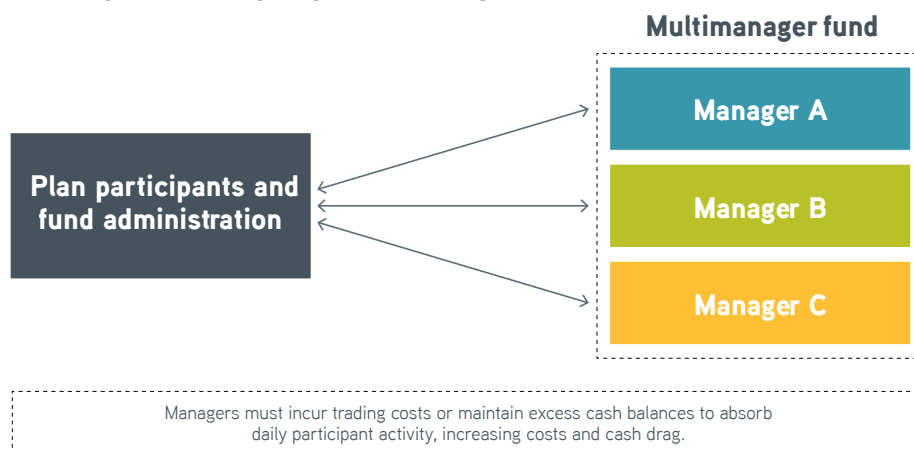 Multimanager fund
Manager A
Plan participants and
fund administration
Manager B
Manager C
Managers must incur trading costs or maintain excess cash balances to absorb
daily participant activity, increasing costs and cash drag.